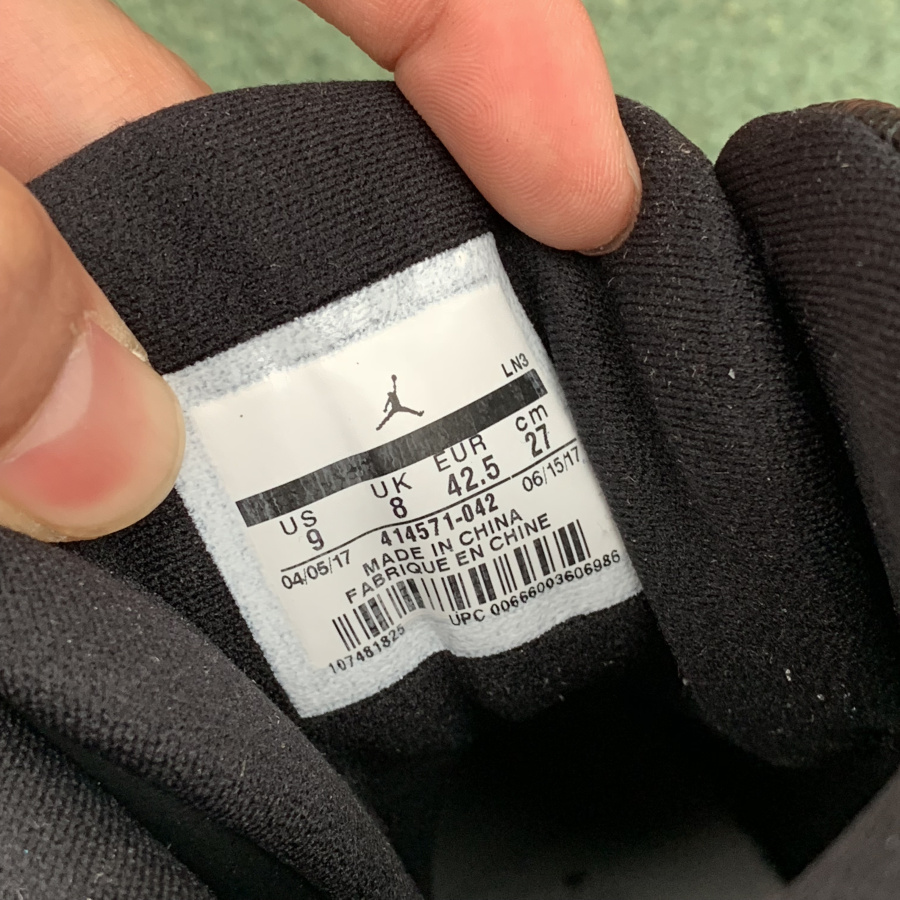 LN3
US UK EUR cm
9 8 42.5 27
04/05/17 414571-042 06/15/17
MADE IN CHINA
FABRIQUE EN CHINE
107481825 UPC 00666003606986